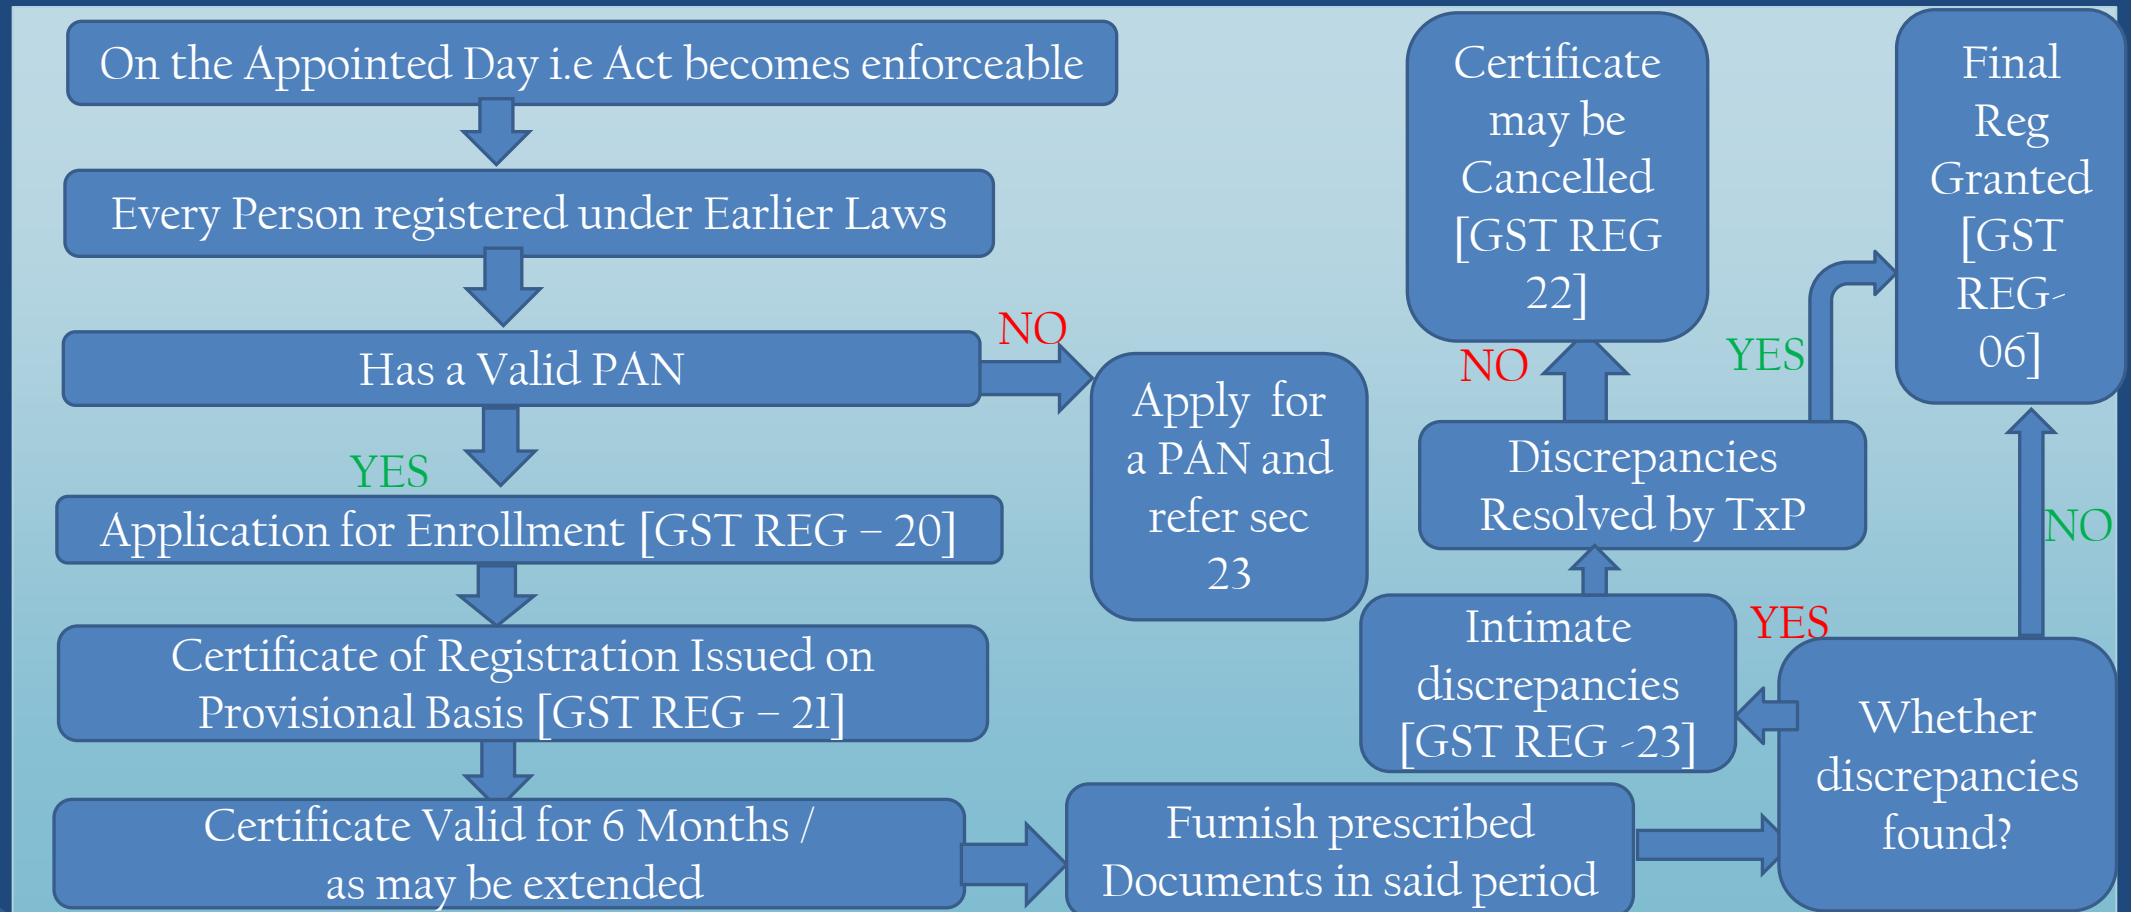 On the Appointed Day i.e Act becomes enforceable
Every Person registered under Earlier Laws
Has a Valid PAN
NO
Apply for
a PAN and
refer sec
23
YES
Application for Enrollment [GST REG – 20]
Certificate of Registration Issued on
Provisional Basis [GST REG – 21]
Certificate Valid for 6 Months /
as may be extended
Furnish prescribed
Documents in said period
Whether
discrepancies
found?
YES
Intimate
discrepancies
[GST REG -23]
Discrepancies
Resolved by TxP
NO
Certificate
may be
Cancelled
[GST REG
22]
YES
Final
Reg
Granted
[GST
REG-
06]
NO